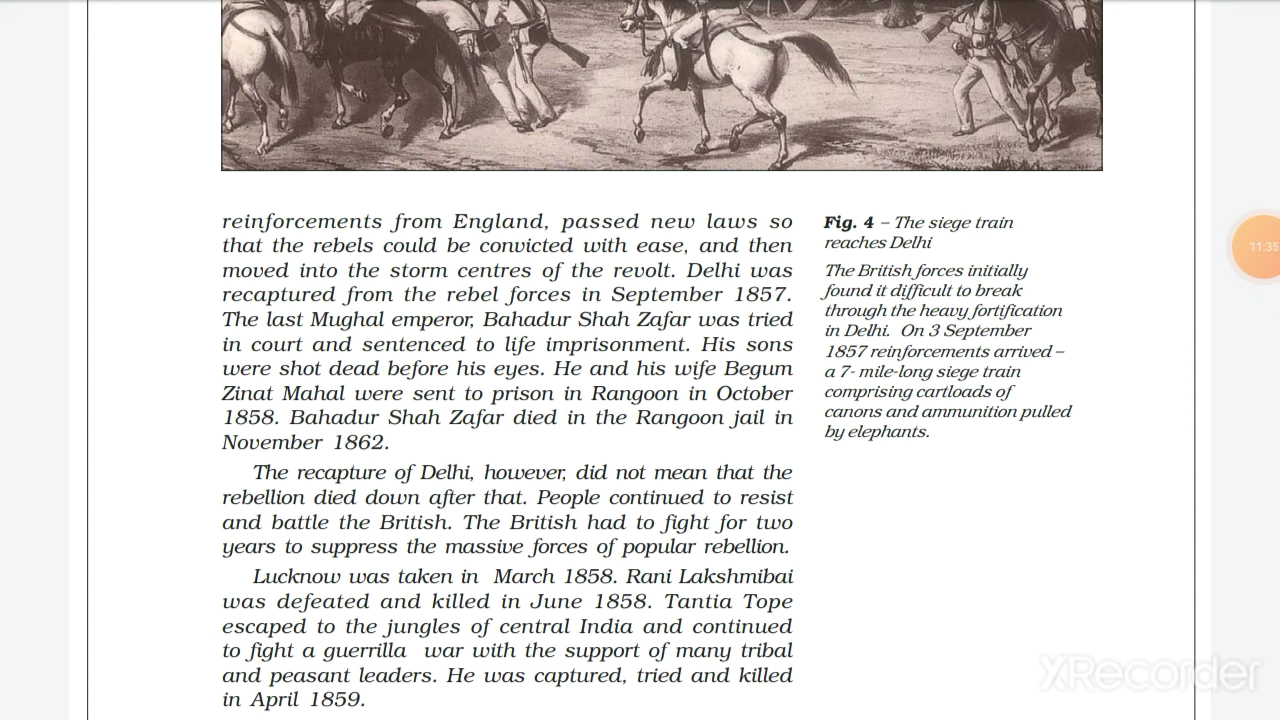 reinforcements from England, passed new laws so
that the rebels could be convicted with ease, and then
moved into the storm centres of the revolt. Delhi was
recaptured from the rebel forces in September 1857.
The last Mughal emperor, Bahadur Shah Zafar was tried
in court and sentenced to life imprisonment. His sons
were shot dead before his eyes. He and his wife Begum
Zinat Mahal were sent to prison in Rangoon in October
1858. Bahadur Shah Zafar died in the Rangoon jail in
November 1862.
The recapture of Delhi, however, did not mean that the
rebellion died down after that. People continued to resist
and battle the British. The British had to fight for two
years to suppress the massive forces of popular rebellion.
Lucknow was taken in March 1858. Rani Lakshmibai
was defeated and killed in June 1858. Tantia Tope
escaped to the jungles of central India and continued
to fight a guerrilla war with the support of many tribal
and peasant leaders. He was captured, tried and killed
in April 1859.
Fig. 4 – The siege train
reaches Delhi
The British forces initially
found it difficult to break
through the heavy fortification
in Delhi. On 3 September
1857 reinforcements arrived –
a 7- mile-long siege train
comprising cartloads of
canons and ammunition pulled
by elephants.
11:35
XRecorder